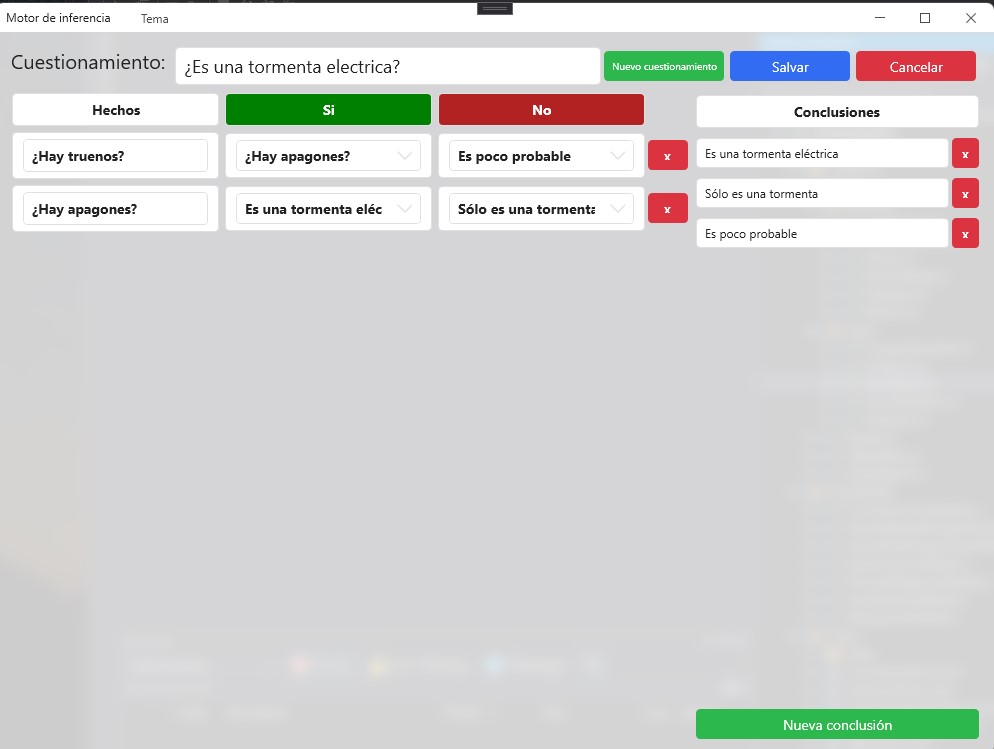 Motor de inferencia
Tema
Cuestionamiento:
¿Es una tormenta electrica?
Nuevo cuestionamiento
Salvar
Cancelar
Hechos
Si
No
Conclusiones
¿Hay truenos?
¿Hay apagones?
Es poco probable
x
Es una tormenta eléctrica
x
Sólo es una tormenta
x
¿Hay apagones?
Es una tormenta eléc
Sólo es una tormenta
x
Es poco probable
x
Nueva conclusión